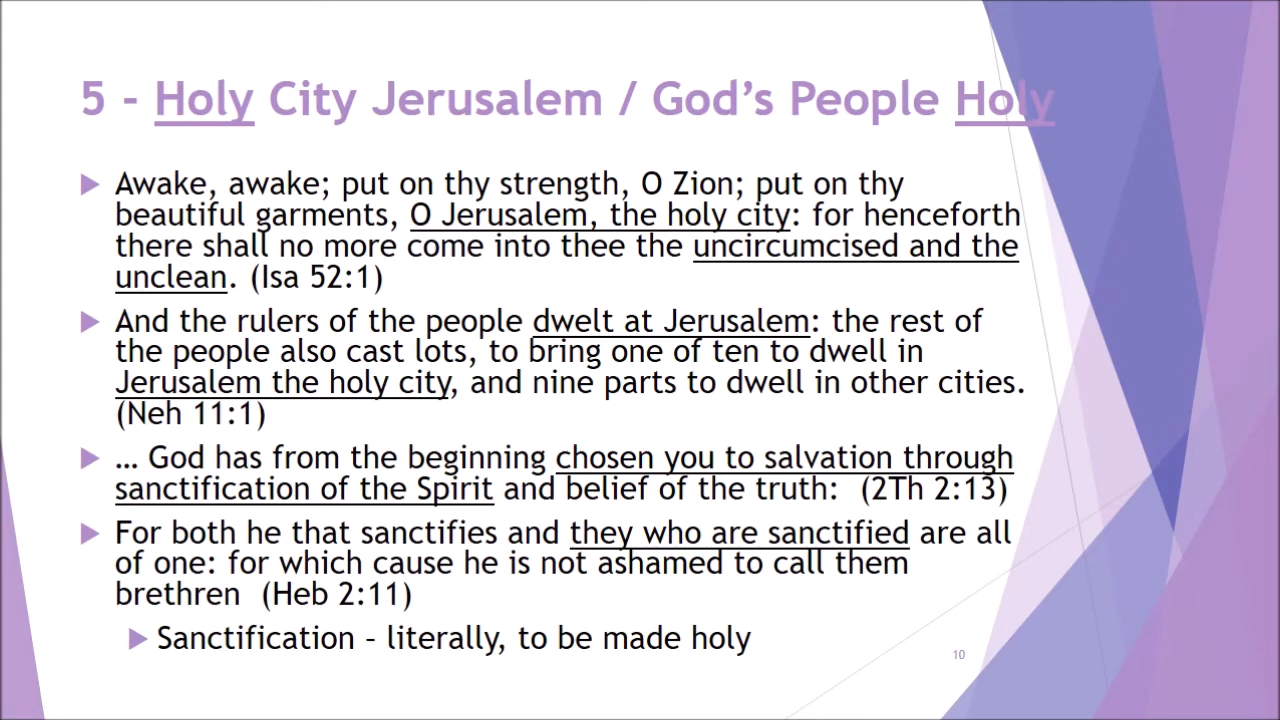 5 - Holy City Jerusalem / God’s People Holy
Awake, awake; put on thy strength, O Zion; put on thy
beautiful garments, O Jerusalem, the holy city: for henceforth
there shall no more come into thee the uncircumcised and the
unclean. (Isa 52:1)
And the rulers of the people dwelt at Jerusalem: the rest of
the people also cast lots, to bring one of ten to dwell in
Jerusalem the holy city, and nine parts to dwell in other cities.
(Neh 11:1)
… God has from the beginning chosen you to salvation through
sanctification of the Spirit and belief of the truth: (2Th 2:13)
For both he that sanctifies and they who are sanctified are all
of one: for which cause he is not ashamed to call them
brethren (Heb 2:11)
Sanctification – literally, to be made holy
10